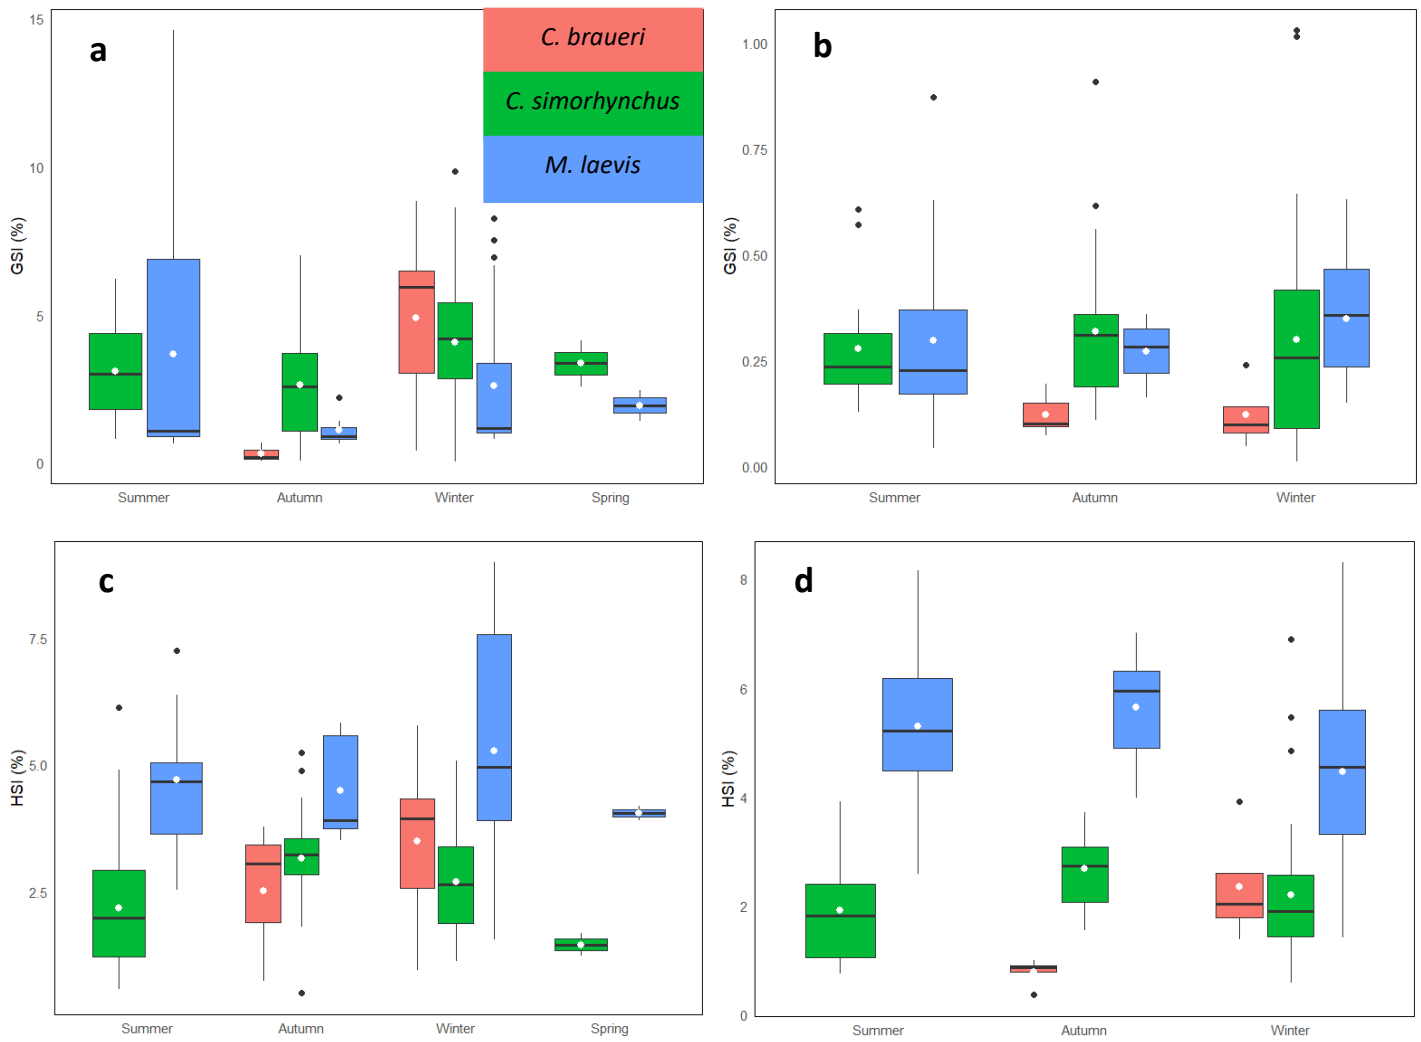 a
C. braueri
C. simorhynchus
M. laevis
15
10
5
0
GSI (%)
Summer
Autumn
Winter
Spring
b
1.00
0.75
0.50
0.25
0.00
GSI (%)
Summer
Autumn
Winter
c
7.5
5.0
2.5
HSI (%)
Summer
Autumn
Winter
Spring
d
8
6
4
2
0
HSI (%)
Summer
Autumn
Winter